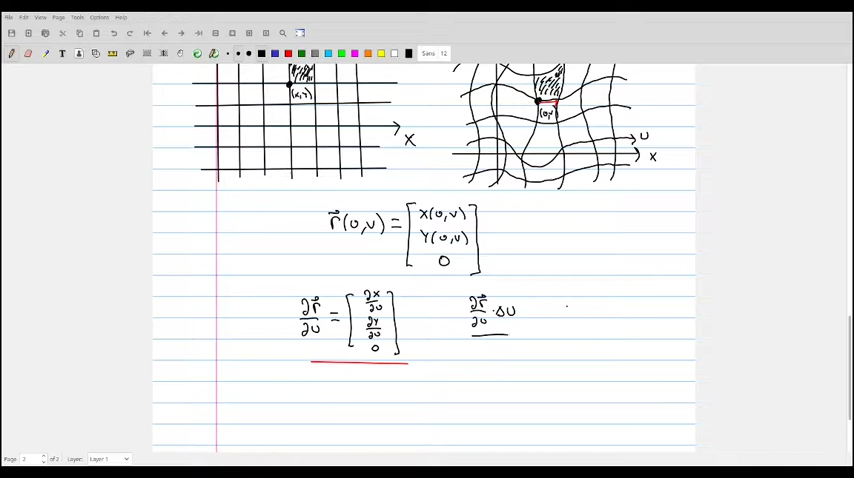 File Edit View Page Tools Options Help
Sans 12
(X,Y)
X
(U,V)
U
X
r⃗(U,V) = [X(U,V)
Y(U,V)
0]
∂r⃗/∂U = [∂X/∂U
∂Y/∂U
0]
∂r⃗/∂U · ΔU
Page 2 of 2 Layer: Layer 1